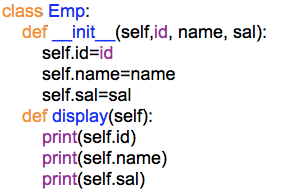 class Emp:
    def __init__(self,id, name, sal):
        self.id=id
        self.name=name
        self.sal=sal
    def display(self):
        print(self.id)
        print(self.name)
        print(self.sal)